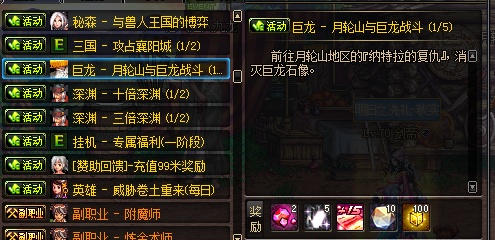 活动 秘森 - 与兽人王国的博弈
活动 三国 - 攻占襄阳城 (1/2)
活动 巨龙 - 月轮山与巨龙战斗 (1...
活动 深渊 - 十倍深渊 (1/2)
活动 深渊 - 三倍深渊 (1/2)
活动 挂机 - 专属福利(一阶段)
活动 [赞助回馈]-充值99米奖励
活动 英雄 - 威胁卷土重来(每日)
副职业 副职业 - 附魔师
副职业 副职业 - 炼金术师
活动 巨龙 - 月轮山与巨龙战斗 (1/5)
前往月轮山地区的『纳特拉的复仇』，消
灭巨龙石像。
奖励
2
5
15
10
100